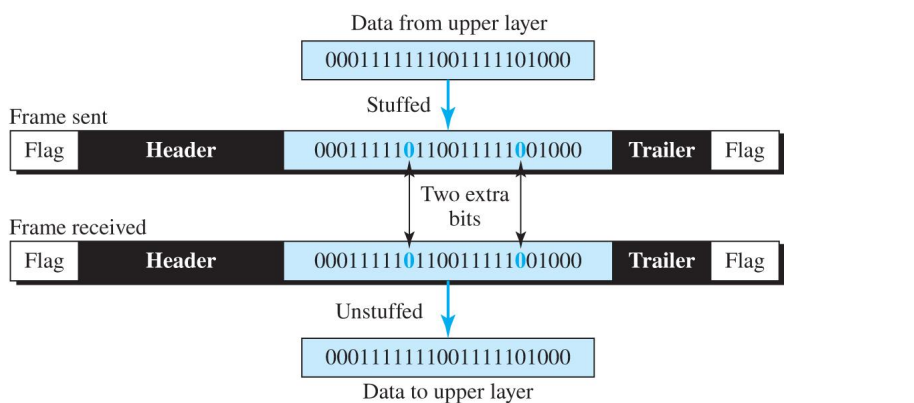 Data from upper layer
0001111111001111101000
Stuffed
Frame sent
Flag Header 000111110110011111001000 Trailer Flag
Two extra
bits
Frame received
Flag Header 000111110110011111001000 Trailer Flag
Unstuffed
0001111111001111101000
Data to upper layer